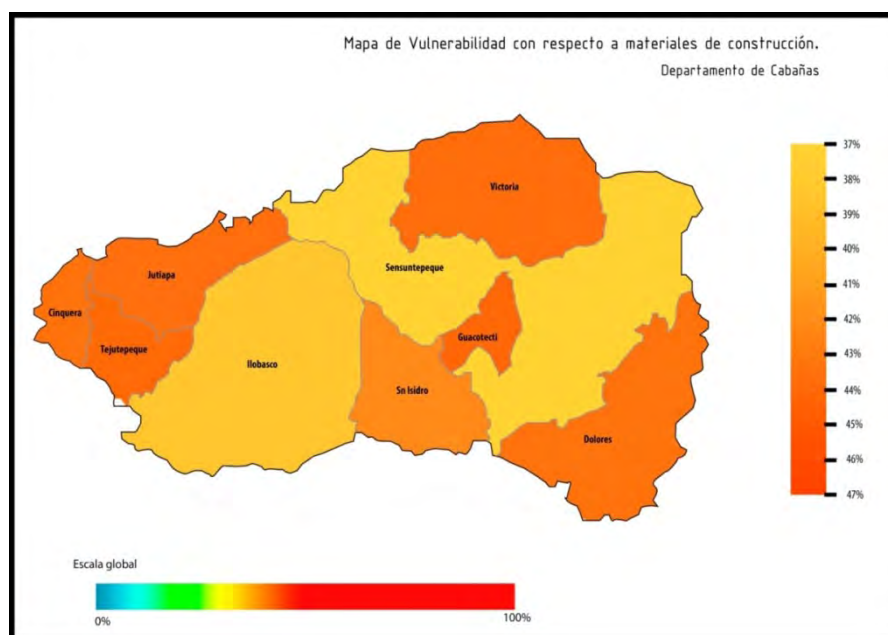 Mapa de Vulnerabilidad con respecto a materiales de construcción.
Departamento de Cabañas
37%
38%
39%
40%
41%
42%
43%
44%
45%
46%
47%
Victoria
Sensuntepeque
Jutiapa
Cinquera
Tejutepeque
Guacotecti
Ilobasco
Sn Isidro
Dolores
Escala global
0%
100%